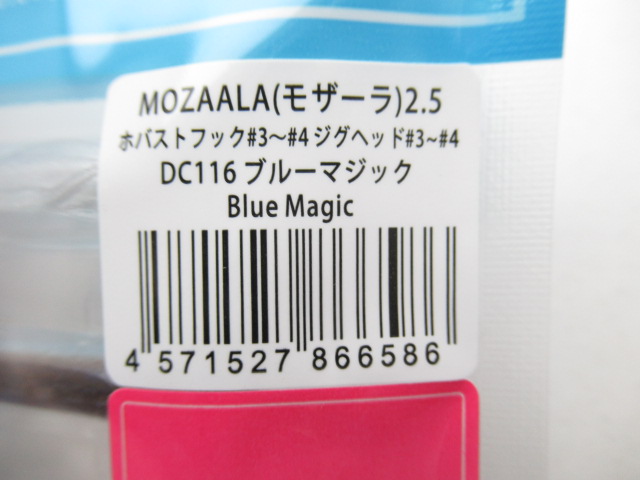 MOZAALA(モザーラ)2.5
ホバストフック#3～#4 ジグヘッド#3~#4
DC116 ブルーマジック
Blue Magic
4 571527 866586